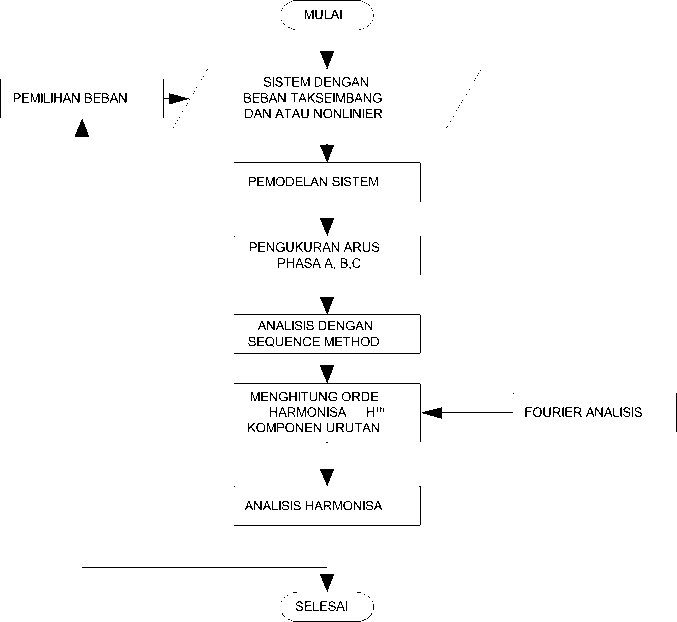 MULAI
PEMILIHAN BEBAN
SISTEM DENGAN
BEBAN TAKSEIMBANG
DAN ATAU NONLINIER
PEMODELAN SISTEM
PENGUKURAN ARUS
PHASA A, B,C
ANALISIS DENGAN
SEQUENCE METHOD
MENGHITUNG ORDE
HARMONISA Hᵗʰ
KOMPONEN URUTAN
FOURIER ANALISIS
ANALISIS HARMONISA
SELESAI